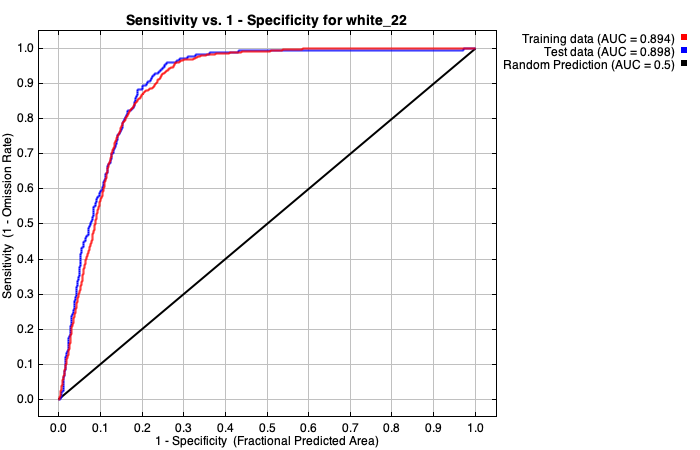 Sensitivity vs. 1 - Specificity for white_22
Training data (AUC = 0.894)
Test data (AUC = 0.898)
Random Prediction (AUC = 0.5)
Sensitivity (1 - Omission Rate)
1.0
0.9
0.8
0.7
0.6
0.5
0.4
0.3
0.2
0.1
0.0
0.0 0.1 0.2 0.3 0.4 0.5 0.6 0.7 0.8 0.9 1.0
1 - Specificity (Fractional Predicted Area)